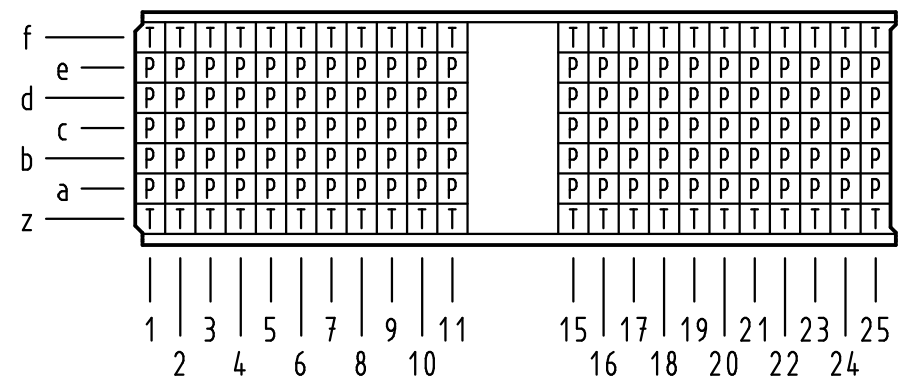 f T T T T T T T T T T T T T T T T T T T T T T
e P P P P P P P P P P P P P P P P P P P P P P
d P P P P P P P P P P P P P P P P P P P P P P
c P P P P P P P P P P P P P P P P P P P P P P
b P P P P P P P P P P P P P P P P P P P P P P
a P P P P P P P P P P P P P P P P P P P P P P
z T T T T T T T T T T T T T T T T T T T T T T
1 3 5 7 9 11 15 17 19 21 23 25
2 4 6 8 10 16 18 20 22 24